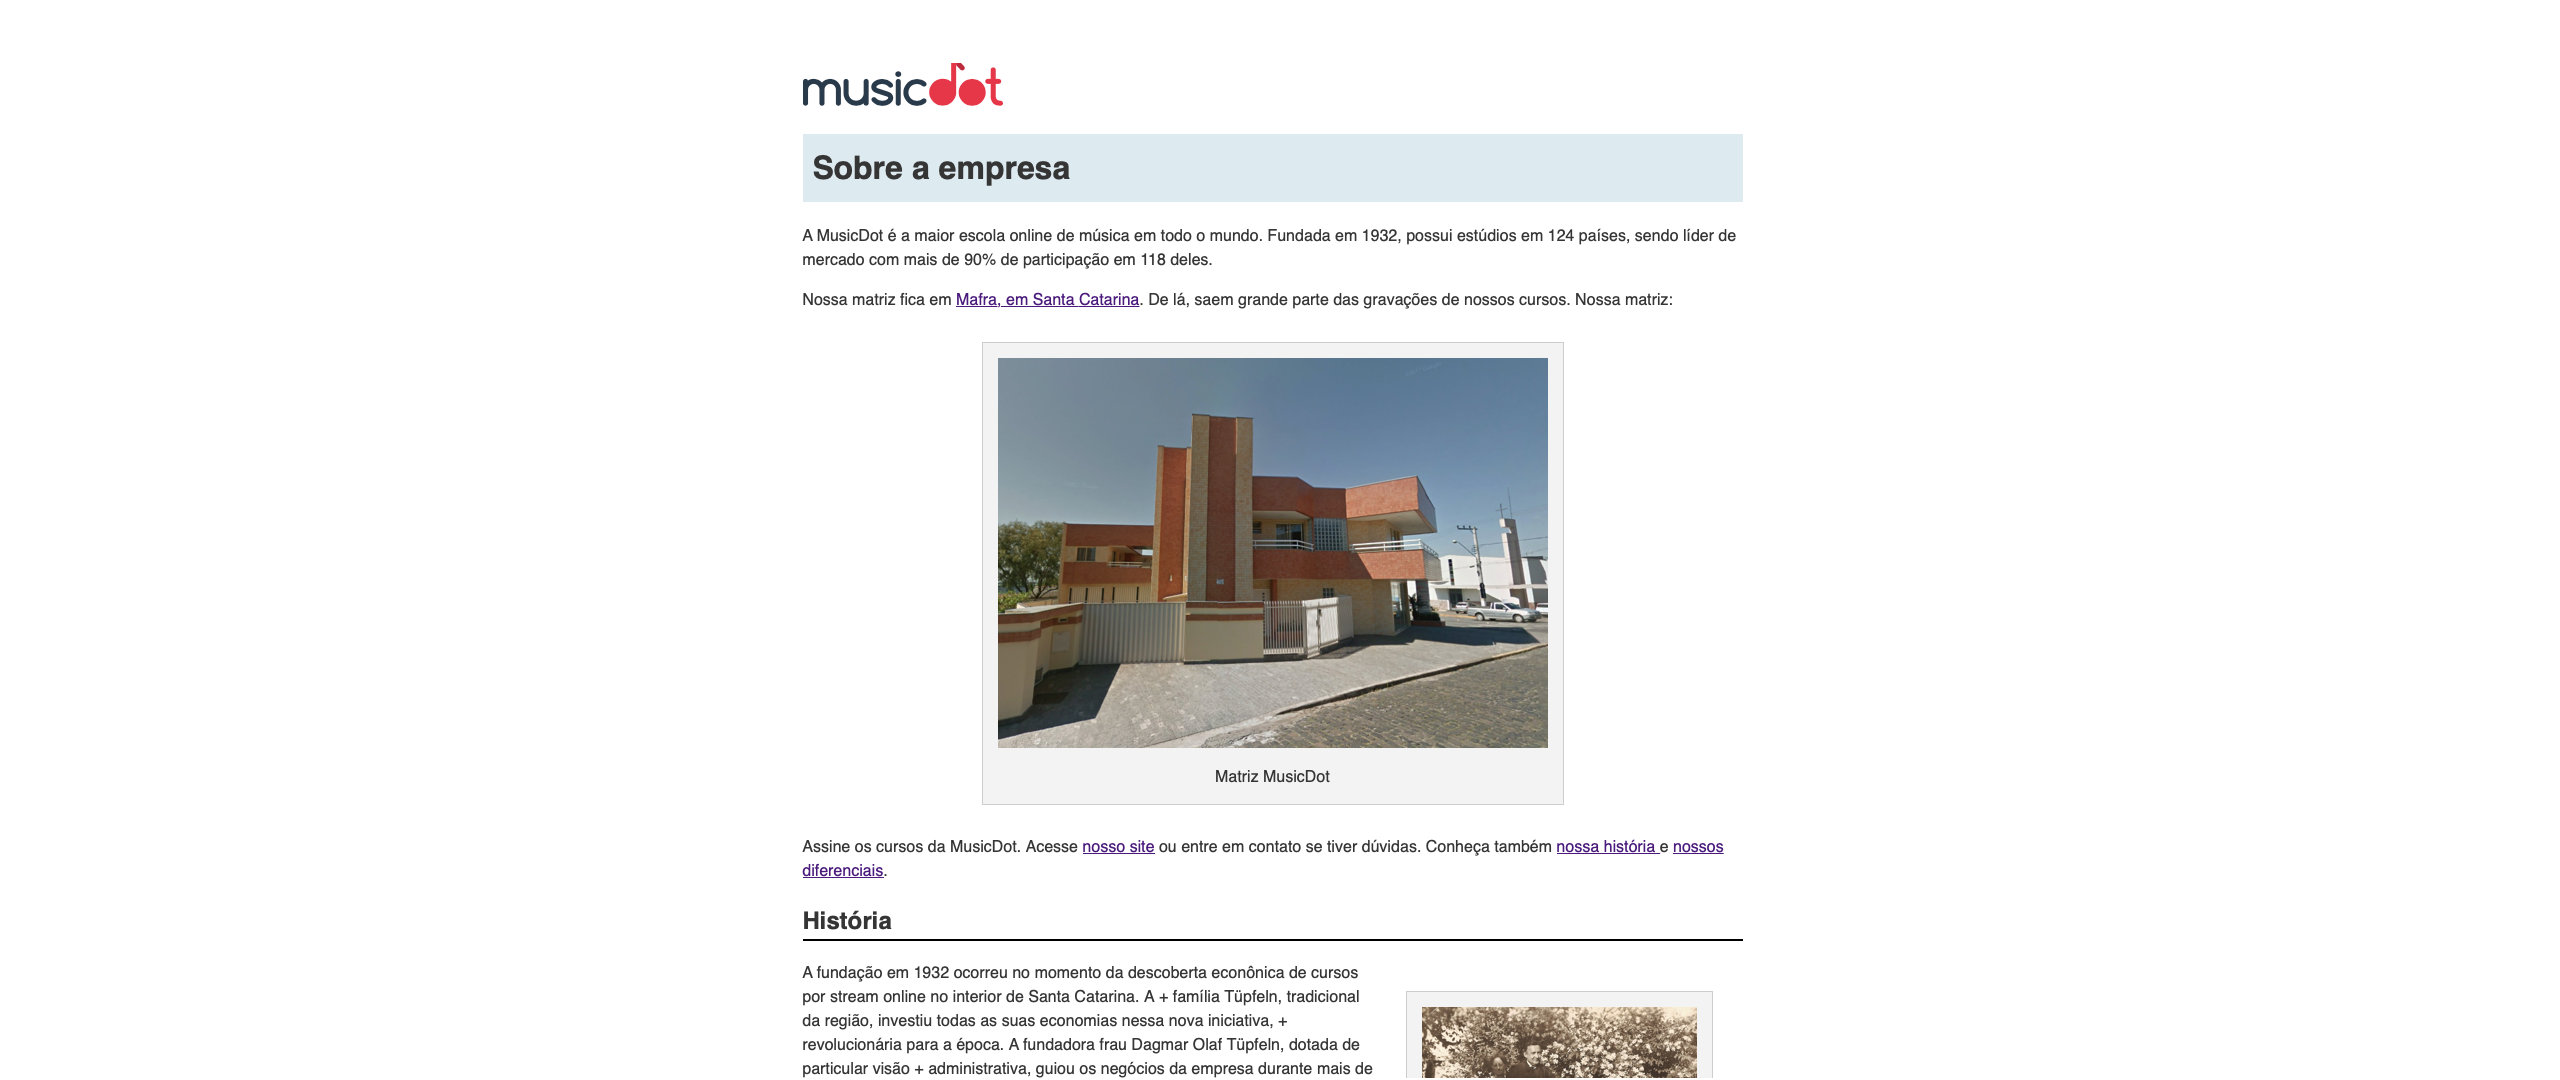 musicdot
Sobre a empresa
A MusicDot é a maior escola online de música em todo o mundo. Fundada em 1932, possui estúdios em 124 países, sendo líder de
mercado com mais de 90% de participação em 118 deles.
Nossa matriz fica em Mafra, em Santa Catarina. De lá, saem grande parte das gravações de nossos cursos. Nossa matriz:
Matriz MusicDot
Assine os cursos da MusicDot. Acesse nosso site ou entre em contato se tiver dúvidas. Conheça também nossa história e nossos
diferenciais.
História
A fundação em 1932 ocorreu no momento da descoberta econônica de cursos
por stream online no interior de Santa Catarina. A + família Tüpfeln, tradicional
da região, investiu todas as suas economias nessa nova iniciativa, +
revolucionária para a época. A fundadora frau Dagmar Olaf Tüpfeln, dotada de
particular visão + administrativa, guiou os negócios da empresa durante mais de